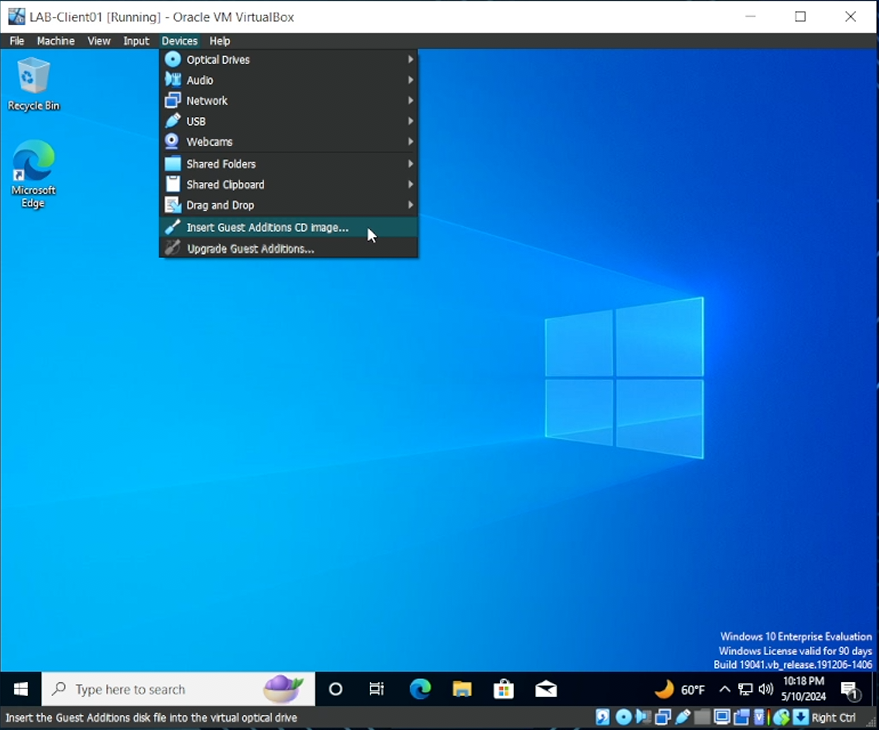 LAB-Client01 [Running] - Oracle VM VirtualBox
File Machine View Input Devices Help
Optical Drives
Audio
Network
USB
Webcams
Shared Folders
Shared Clipboard
Drag and Drop
Insert Guest Additions CD image...
Upgrade Guest Additions...
Recycle Bin
Microsoft
Edge
Windows 10 Enterprise Evaluation
Windows License valid for 90 days
Build 19041.vb_release.191206-1406
Type here to search
60°F
10:18 PM
5/10/2024
1
Insert the Guest Additions disk file into the virtual optical drive
Right Ctrl